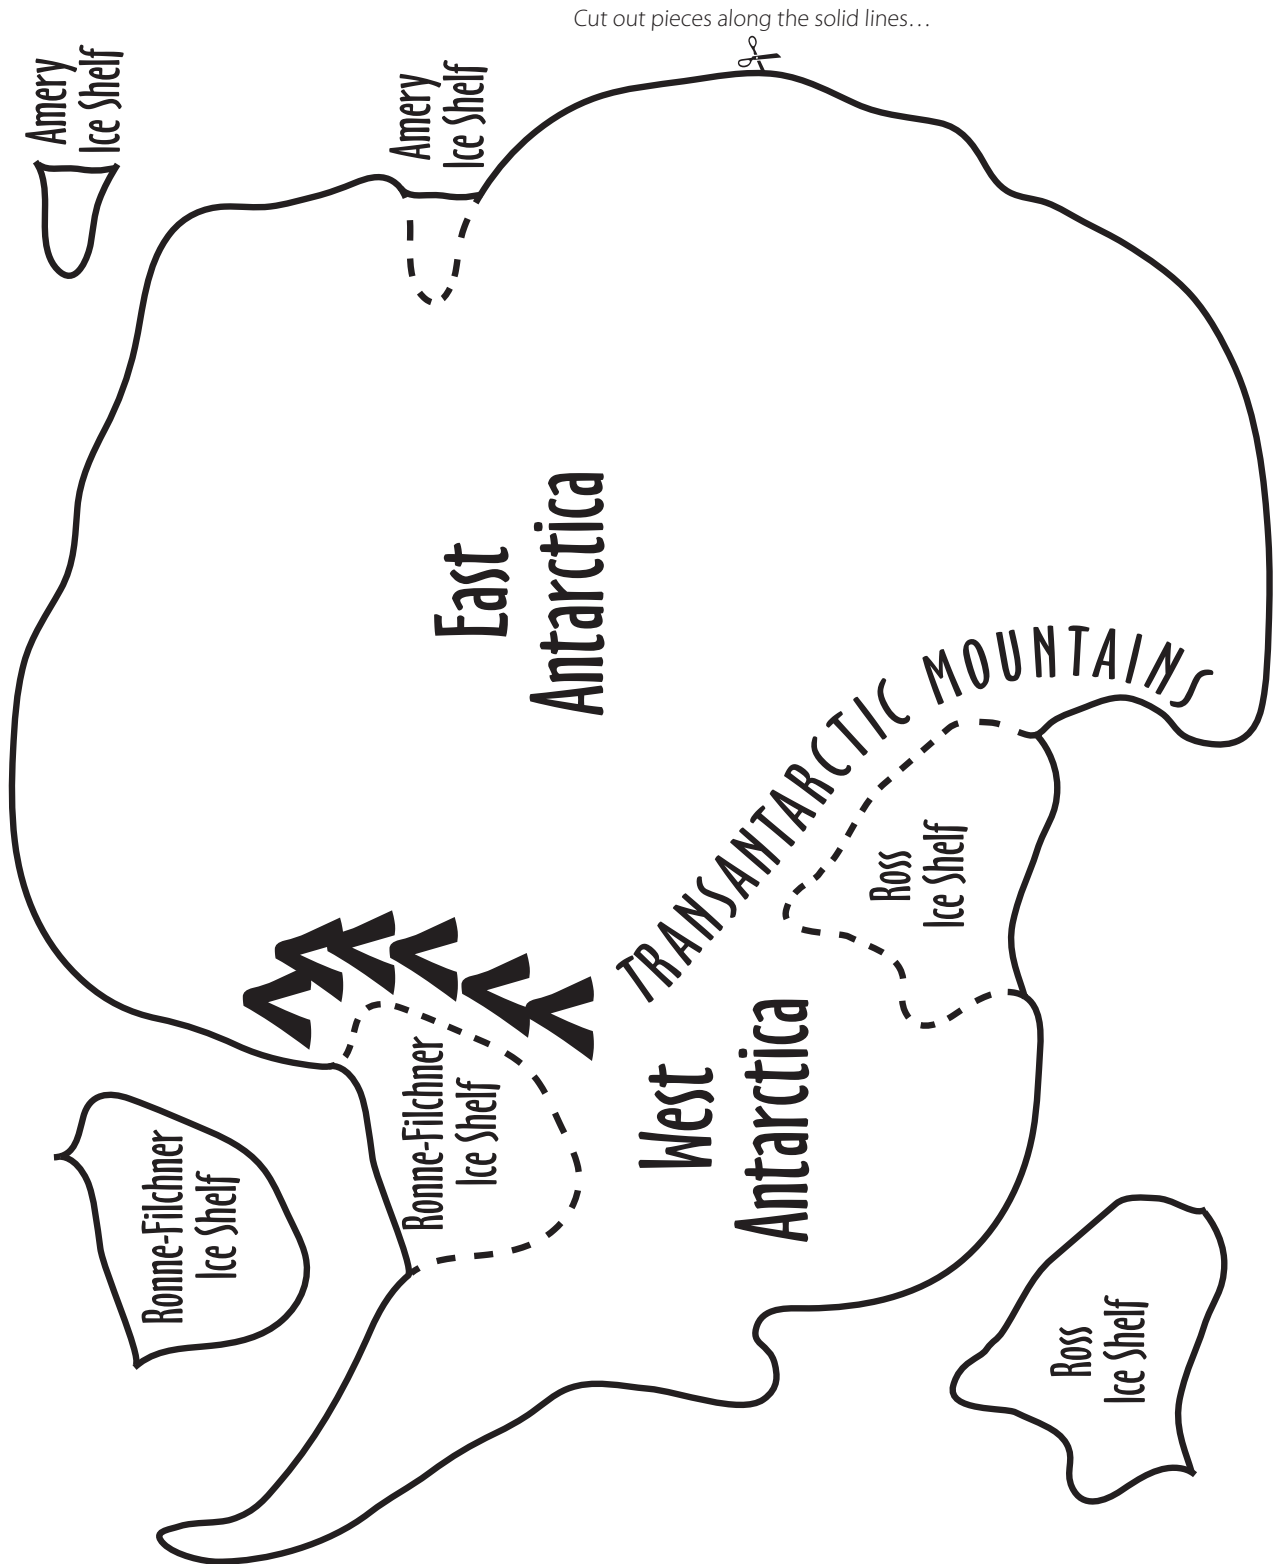 Cut out pieces along the solid lines…
Amery
Ice Shelf
Amery
Ice Shelf
East
Antarctica
TRANSANTARCTIC MOUNTAINS
Ross
Ice Shelf
West
Antarctica
Ronne-Filchner
Ice Shelf
Ronne-Filchner
Ice Shelf
Ross
Ice Shelf